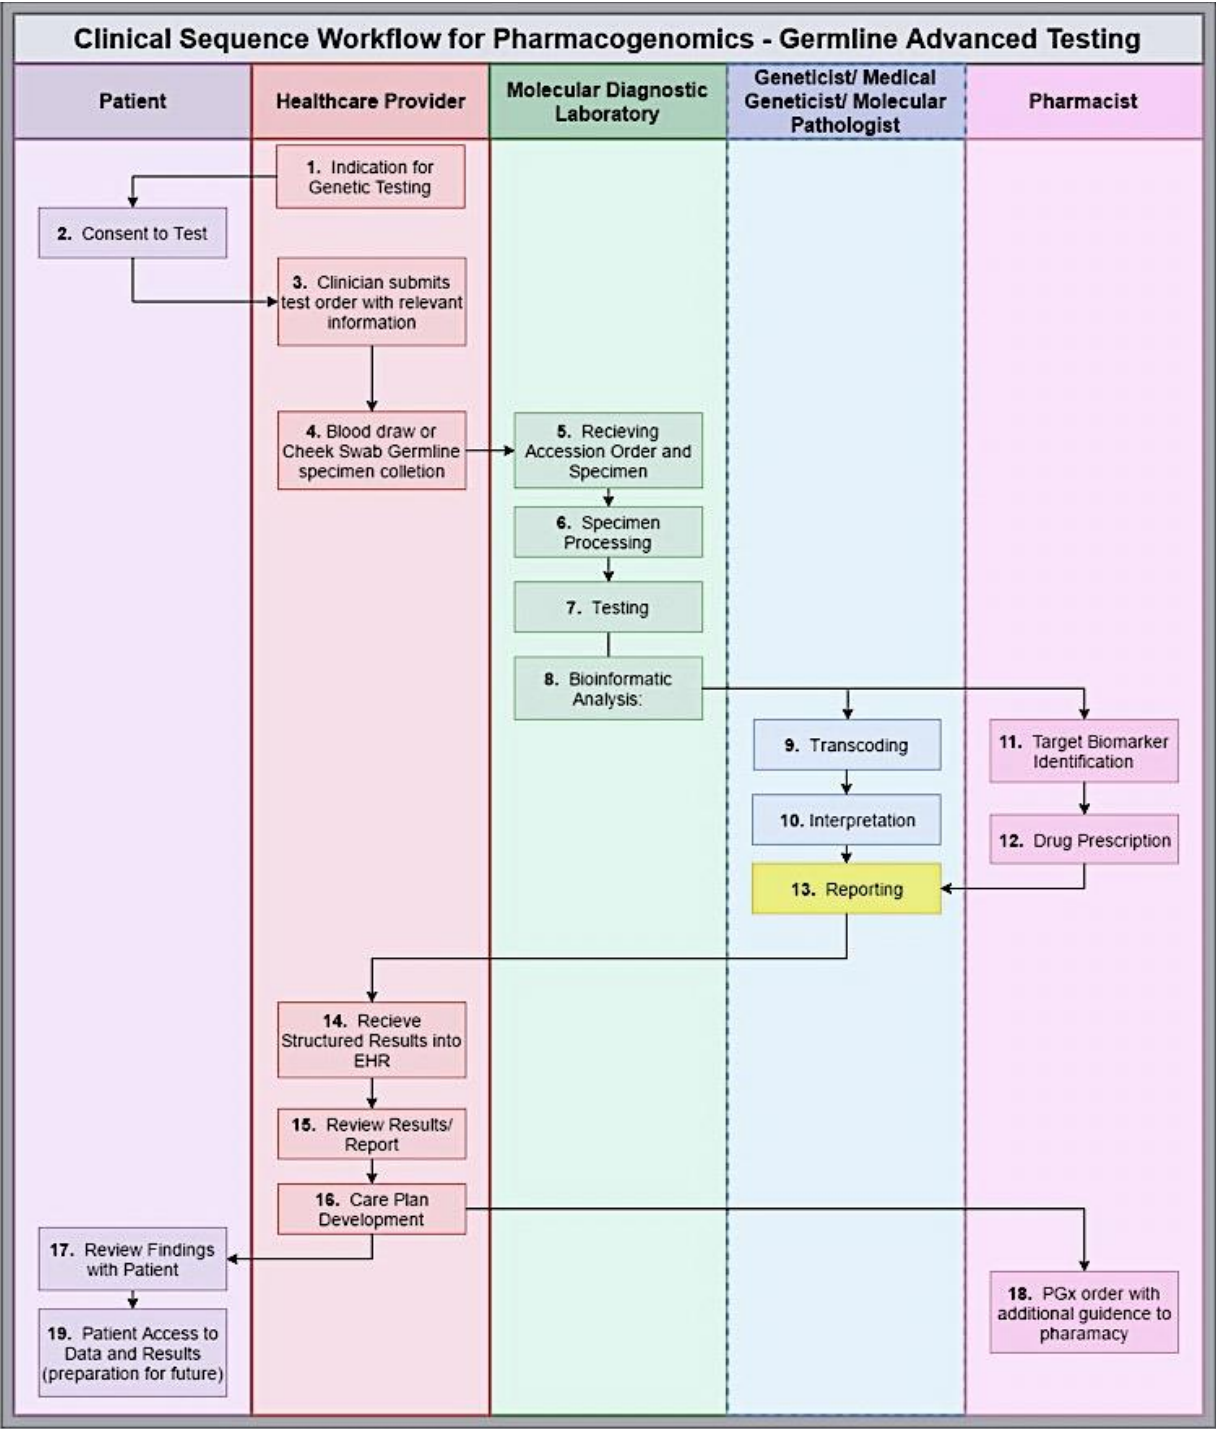 Clinical Sequence Workflow for Pharmacogenomics - Germline Advanced Testing
Patient
Healthcare Provider
Molecular Diagnostic
Laboratory
Geneticist/ Medical
Geneticist/ Molecular
Pathologist
Pharmacist
1. Indication for
Genetic Testing
2. Consent to Test
3. Clinician submits
test order with relevant
information
4. Blood draw or
Cheek Swab Germline
specimen colletion
5. Recieving
Accession Order and
Specimen
6. Specimen
Processing
7. Testing
8. Bioinformatic
Analysis:
9. Transcoding
10. Interpretation
11. Target Biomarker
Identification
12. Drug Prescription
13. Reporting
14. Recieve
Structured Results into
EHR
15. Review Results/
Report
16. Care Plan
Development
17. Review Findings
with Patient
18. PGx order with
additional guidence to
pharamacy
19. Patient Access to
Data and Results
(preparation for future)